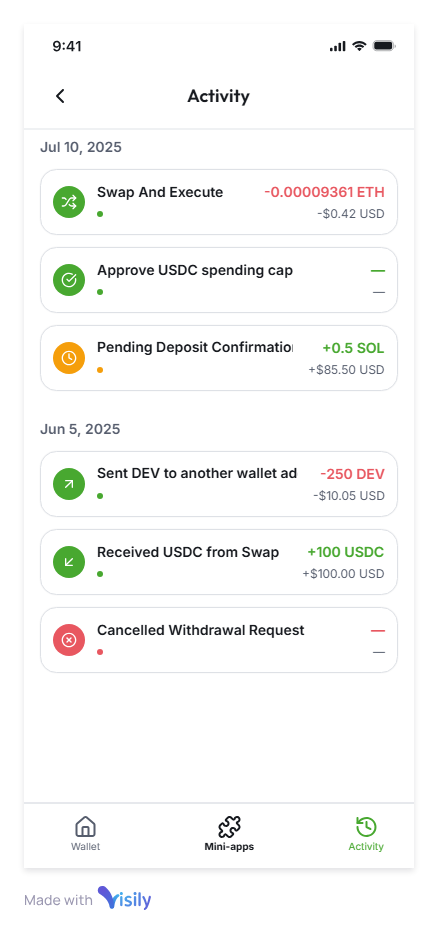 9:41
Activity
Jul 10, 2025
Swap And Execute -0.00009361 ETH
-$0.42 USD
Approve USDC spending cap —
—
Pending Deposit Confirmation +0.5 SOL
+$85.50 USD
Jun 5, 2025
Sent DEV to another wallet ad -250 DEV
-$10.05 USD
Received USDC from Swap +100 USDC
+$100.00 USD
Cancelled Withdrawal Request —
—
Wallet Mini-apps Activity
Made with Visily